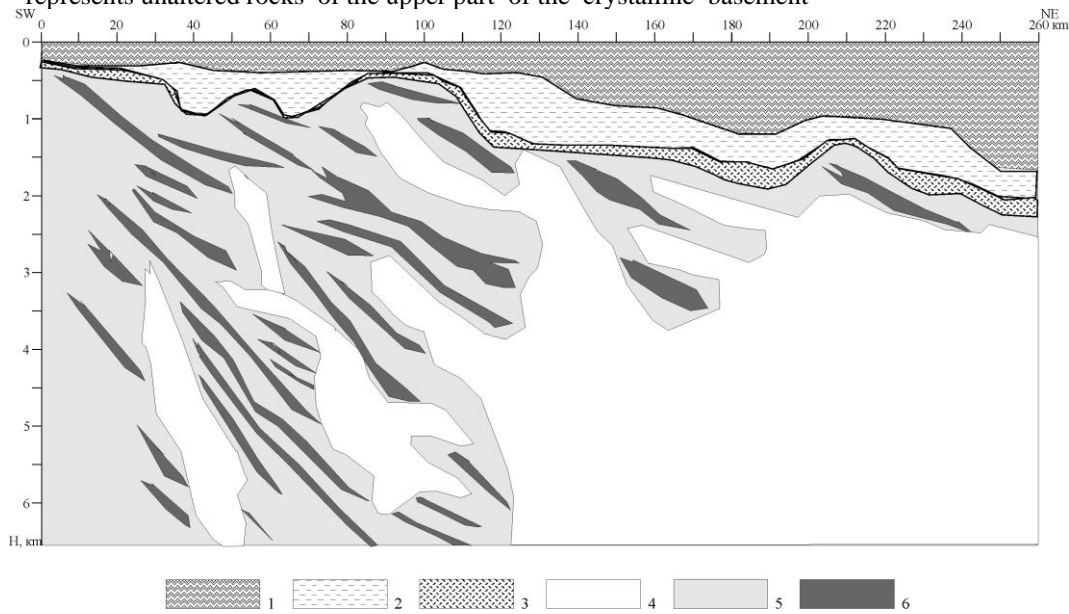 represents unaltered rocks of the upper part of the crystalline basement
SW NE
0 20 40 60 80 100 120 140 160 180 200 220 240 260 км
0
1
2
3
4
5
6
H, км
1 2 3 4 5 6